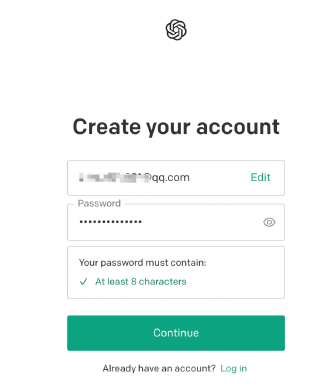 Create your account
@qq.com Edit
Password
••••••••••••••
Your password must contain:
✓ At least 8 characters
Continue
Already have an account? Log in